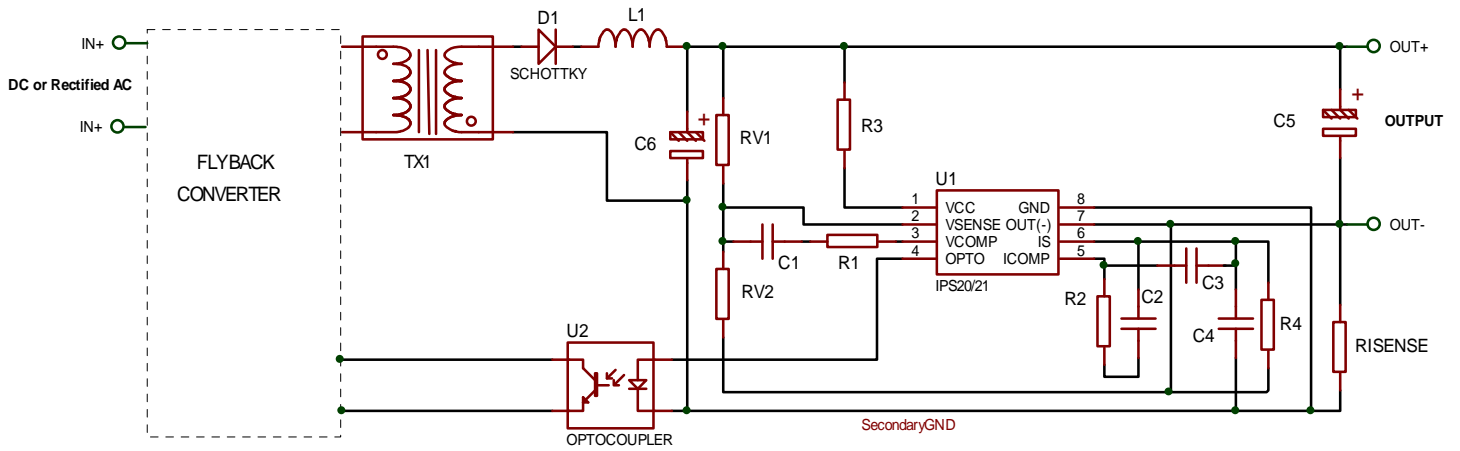 IN+
DC or Rectified AC
IN+
FLYBACK
CONVERTER
TX1
D1
SCHOTTKY
L1
C6
RV1
RV2
R3
C1
R1
U1
1 VCC GND 8
2 VSENSE OUT(-) 7
3 VCOMP IS 6
4 OPTO ICOMP 5
IPS20/21
R2
C2
C3
C4
R4
C5
OUT+
OUTPUT
OUT-
RISENSE
U2
OPTOCOUPLER
SecondaryGND
+
+